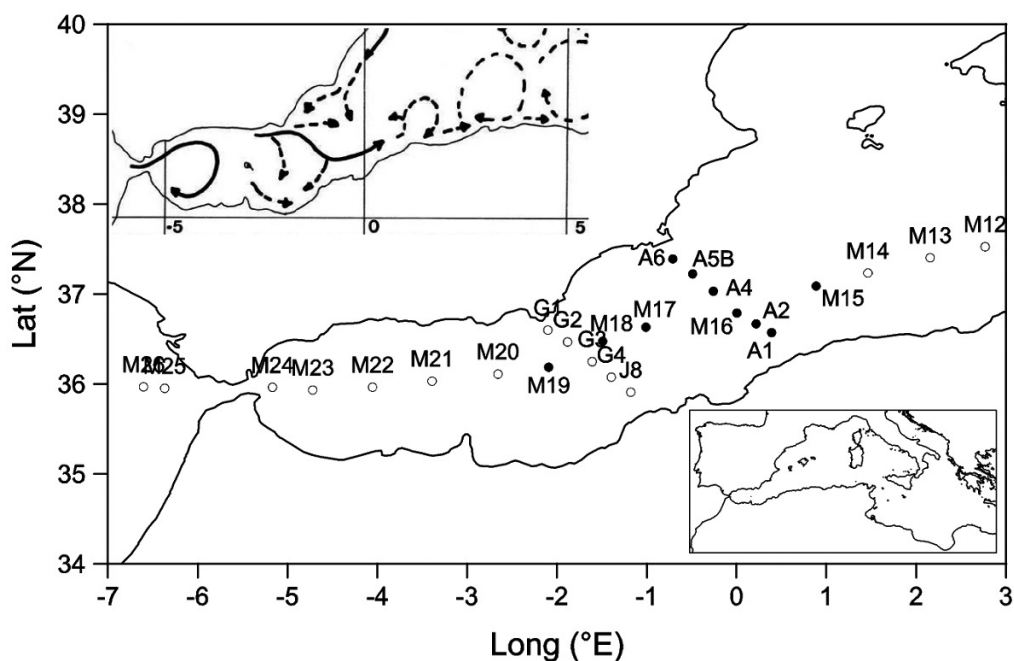 40
39
38
37
36
35
34
Lat (°N)
-5
0
5
M12
M13
M14
A6
A5B
A4
M15
M17
M16
A2
A1
G1
G2
M18
G3
G4
J8
M26
M25
M24
M23
M22
M21
M20
M19
-7
-6
-5
-4
-3
-2
-1
0
1
2
3
Long (°E)